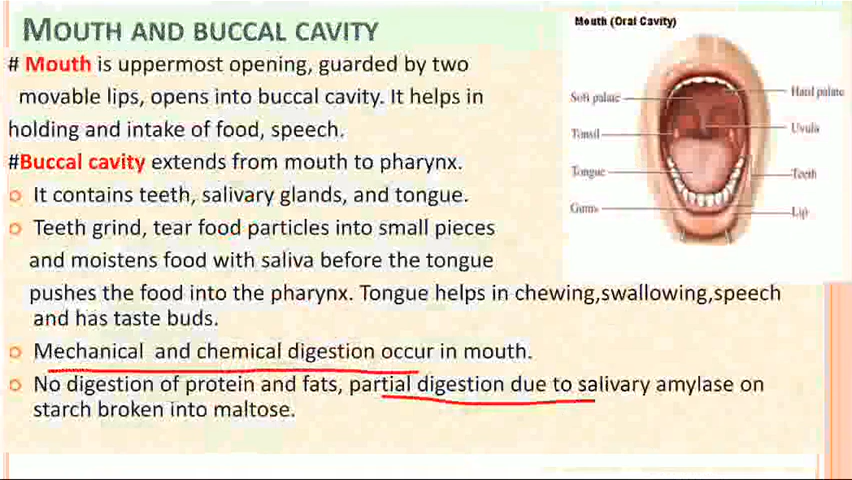 MOUTH AND BUCCAL CAVITY
# Mouth is uppermost opening, guarded by two
movable lips, opens into buccal cavity. It helps in
holding and intake of food, speech.
#Buccal cavity extends from mouth to pharynx.
It contains teeth, salivary glands, and tongue.
Teeth grind, tear food particles into small pieces
and moistens food with saliva before the tongue
pushes the food into the pharynx. Tongue helps in chewing,swallowing,speech
and has taste buds.
Mechanical and chemical digestion occur in mouth.
No digestion of protein and fats, partial digestion due to salivary amylase on
starch broken into maltose.
Mouth (Oral Cavity)
Soft palate
Tonsil
Tongue
Gums
Hard palate
Uvula
Teeth
Lip